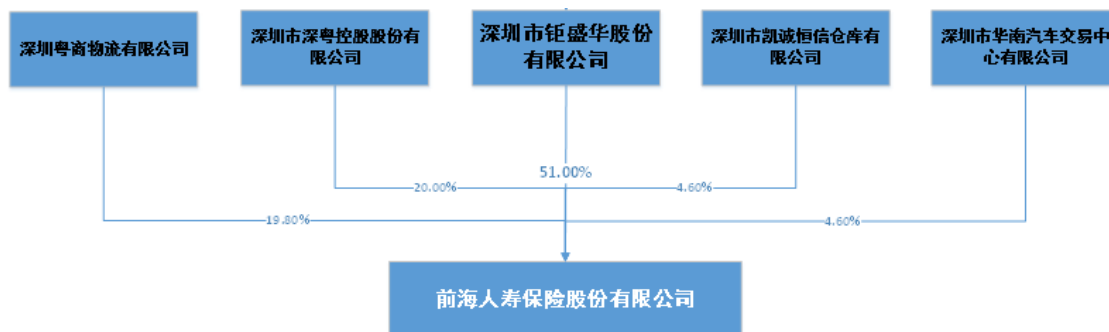 深圳粤商物流有限公司
深圳市深粤控股股份有
限公司
深圳市钜盛华股份
有限公司
深圳市凯诚恒信仓库有
限公司
深圳市华南汽车交易中
心有限公司
51.00%
20.00%
4.60%
19.80%
4.60%
前海人寿保险股份有限公司